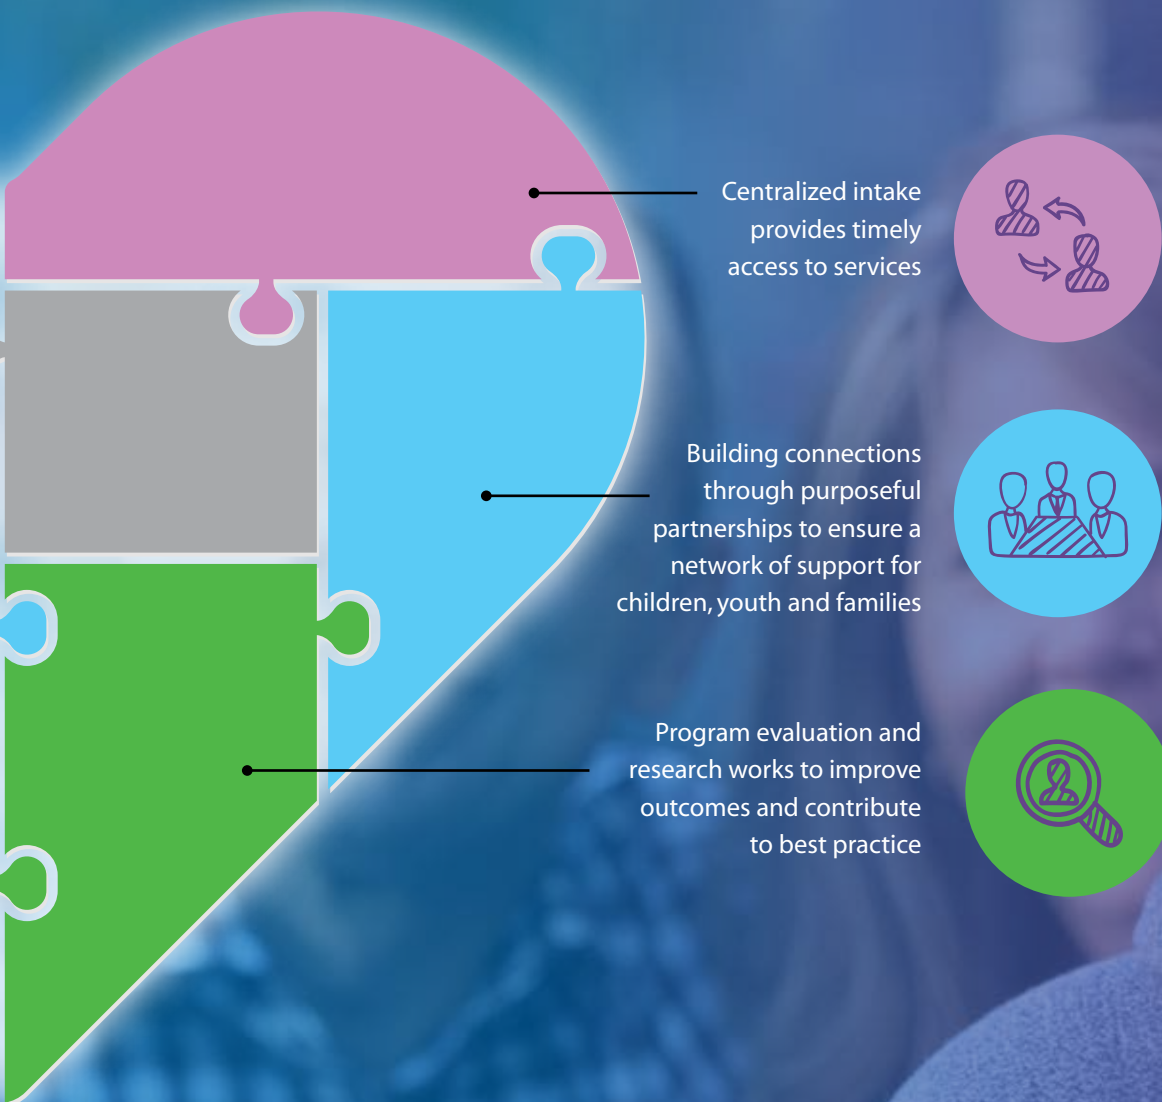 Centralized intake
provides timely
access to services
Building connections
through purposeful
partnerships to ensure a
network of support for
children, youth and families
Program evaluation and
research works to improve
outcomes and contribute
to best practice